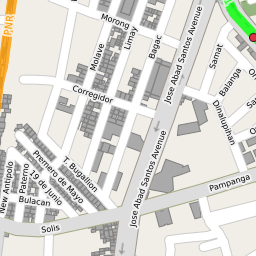 PNR
Morong
Limay
Molave
Bagac
Jose Abad Santos Avenue
Samat
Balanga
Corregidor
Dinalupihan
Jose Abad Santos Avenue
T. Bugallion
Premero de Mayo
19 de Junio
Paterno
New Antipolo
Bulacan
Solis
Pampanga